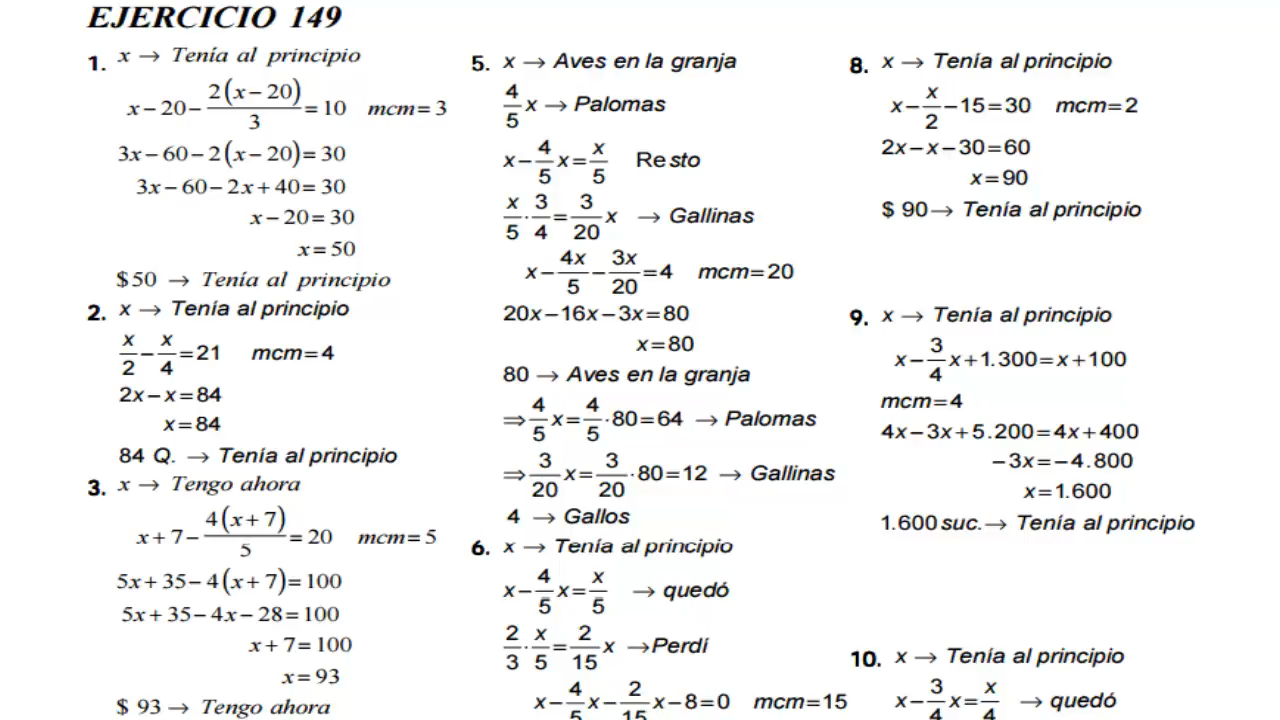 EJERCICIO 149
1. x → Tenía al principio
x − 20 − 2(x − 20)/3 = 10 mcm = 3
3x − 60 − 2(x − 20) = 30
3x − 60 − 2x + 40 = 30
x − 20 = 30
x = 50
$50 → Tenía al principio
2. x → Tenía al principio
x/2 − x/4 = 21 mcm = 4
2x − x = 84
x = 84
84 Q. → Tenía al principio
3. x → Tengo ahora
x + 7 − 4(x + 7)/5 = 20 mcm = 5
5x + 35 − 4(x + 7) = 100
5x + 35 − 4x − 28 = 100
x + 7 = 100
x = 93
$ 93 → Tengo ahora
5. x → Aves en la granja
4/5 x → Palomas
x − 4/5 x = x/5 Resto
x/5 · 3/4 = 3/20 x → Gallinas
x − 4x/5 − 3x/20 = 4 mcm = 20
20x − 16x − 3x = 80
x = 80
80 → Aves en la granja
⇒ 4/5 x = 4/5 · 80 = 64 → Palomas
⇒ 3/20 x = 3/20 · 80 = 12 → Gallinas
4 → Gallos
6. x → Tenía al principio
x − 4/5 x = x/5 → quedó
2/3 · x/5 = 2/15 x → Perdí
x − 4/5 x − 2/15 x − 8 = 0 mcm = 15
8. x → Tenía al principio
x − x/2 − 15 = 30 mcm = 2
2x − x − 30 = 60
x = 90
$ 90 → Tenía al principio
9. x → Tenía al principio
x − 3/4 x + 1.300 = x + 100
mcm = 4
4x − 3x + 5.200 = 4x + 400
-3x = −4.800
x = 1.600
1.600 suc. → Tenía al principio
10. x → Tenía al principio
x − 3/4 x = x/4 → quedó